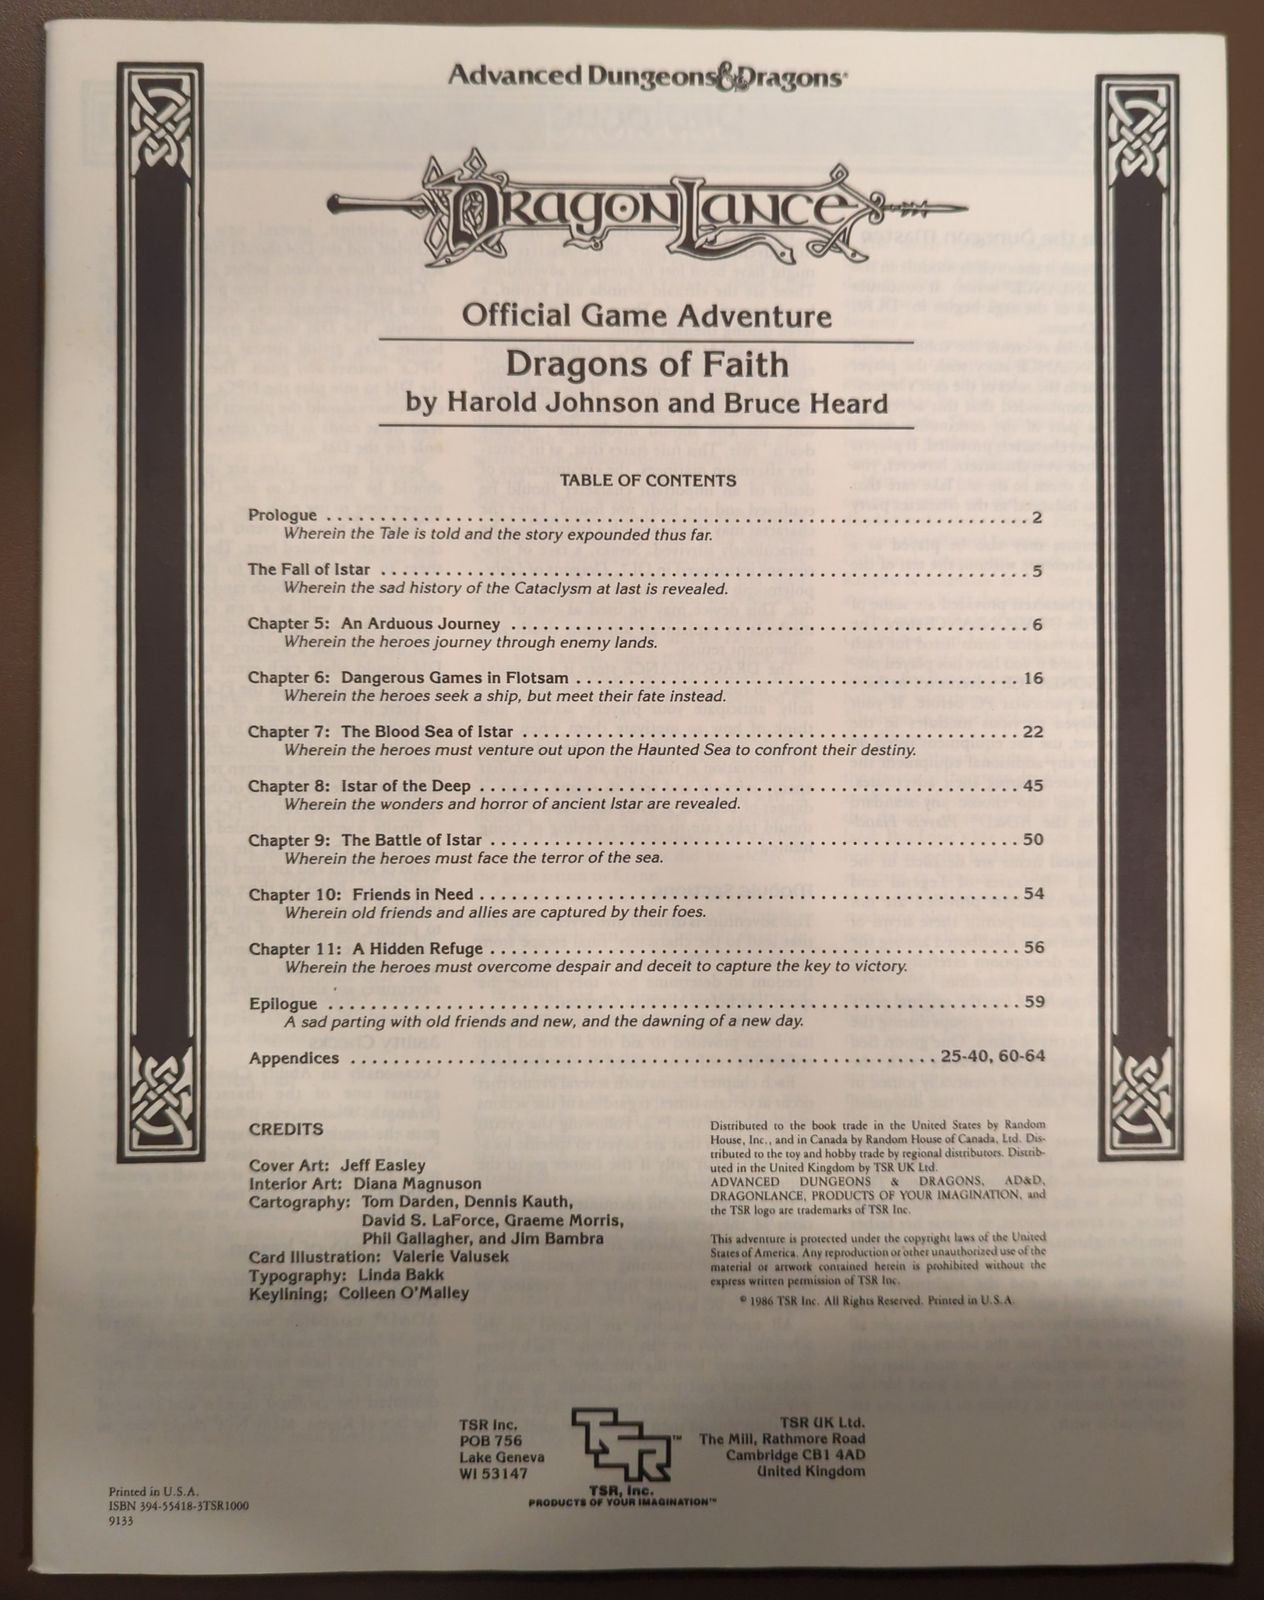 Advanced Dungeons & Dragons®
DRAGONLANCE
Official Game Adventure
Dragons of Faith
by Harold Johnson and Bruce Heard
TABLE OF CONTENTS
Prologue . . . . . . . . . . . . . . . . . . . . 2
Wherein the Tale is told and the story expounded thus far.
The Fall of Istar . . . . . . . . . . . . . . . . . . . . 5
Wherein the sad history of the Cataclysm at last is revealed.
Chapter 5: An Arduous Journey . . . . . . . . . . . . . . . . . . . . 6
Wherein the heroes journey through enemy lands.
Chapter 6: Dangerous Games in Flotsam . . . . . . . . . . . . . . . . . . . . 16
Wherein the heroes seek a ship, but meet their fate instead.
Chapter 7: The Blood Sea of Istar . . . . . . . . . . . . . . . . . . . . 22
Wherein the heroes must venture out upon the Haunted Sea to confront their destiny.
Chapter 8: Istar of the Deep . . . . . . . . . . . . . . . . . . . . 45
Wherein the wonders and horror of ancient Istar are revealed.
Chapter 9: The Battle of Istar . . . . . . . . . . . . . . . . . . . . 50
Wherein the heroes must face the terror of the sea.
Chapter 10: Friends in Need . . . . . . . . . . . . . . . . . . . . 54
Wherein old friends and allies are captured by their foes.
Chapter 11: A Hidden Refuge . . . . . . . . . . . . . . . . . . . . 56
Wherein the heroes must overcome despair and deceit to capture the key to victory.
Epilogue . . . . . . . . . . . . . . . . . . . . 59
A sad parting with old friends and new, and the dawning of a new day.
Appendices . . . . . . . . . . . . . . . . . . . . 25-40, 60-64
CREDITS
Cover Art: Jeff Easley
Interior Art: Diana Magnuson
Cartography: Tom Darden, Dennis Kauth,
David S. LaForce, Graeme Morris,
Phil Gallagher, and Jim Bambra
Card Illustration: Valerie Valusek
Typography: Linda Bakk
Keylining; Colleen O'Malley
Distributed to the book trade in the United States by Random
House, Inc., and in Canada by Random House of Canada, Ltd. Dis-
tributed to the toy and hobby trade by regional distributors. Distrib-
uted in the United Kingdom by TSR UK Ltd.
ADVANCED DUNGEONS & DRAGONS, AD&D,
DRAGONLANCE, PRODUCTS OF YOUR IMAGINATION, and
the TSR logo are trademarks of TSR Inc.
This adventure is protected under the copyright laws of the United
States of America. Any reproduction or other unauthorized use of the
material or artwork contained herein is prohibited without the
express written permission of TSR Inc.
© 1986 TSR Inc. All Rights Reserved. Printed in U.S.A.
TSR Inc.
POB 756
Lake Geneva
WI 53147
TSR™
TSR, Inc.
PRODUCTS OF YOUR IMAGINATION™
TSR UK Ltd.
The Mill, Rathmore Road
Cambridge CB1 4AD
United Kingdom
Printed in U.S.A.
ISBN 394-55418-3TSR1000
9133